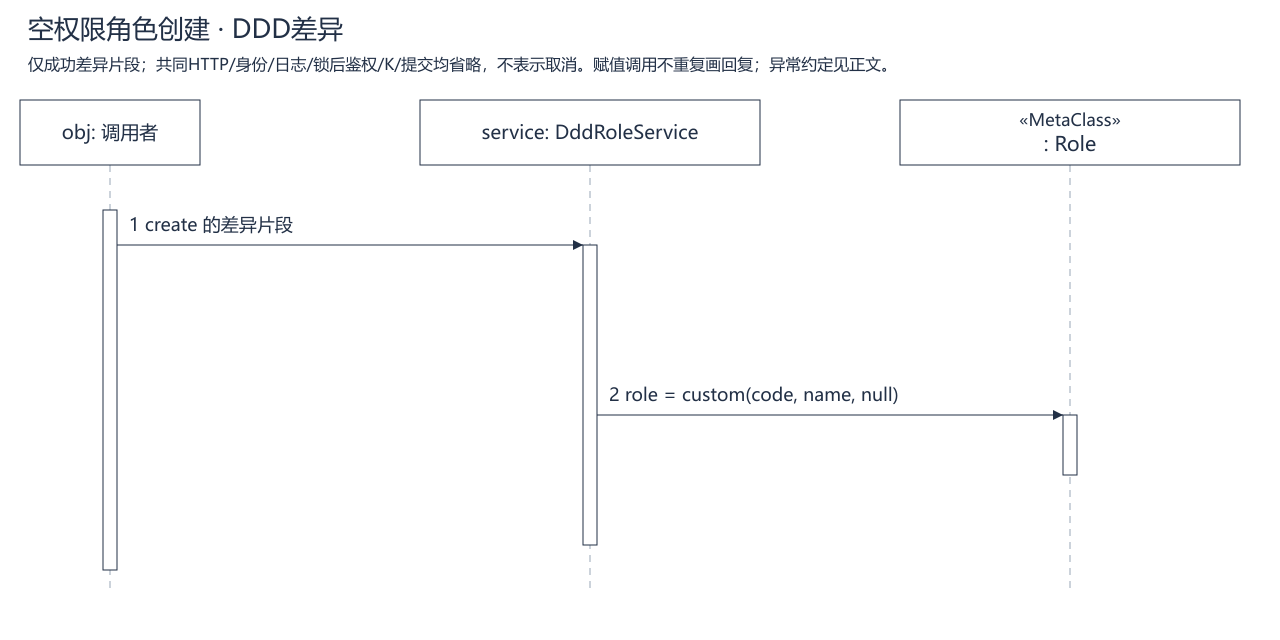 空权限角色创建 · DDD差异
仅成功差异片段；共同HTTP/身份/日志/锁后鉴权/K/提交均省略，不表示取消。赋值调用不重复画回复；异常约定见正文。
obj: 调用者
service: DddRoleService
«MetaClass»
: Role
1 create 的差异片段
2 role = custom(code, name, null)